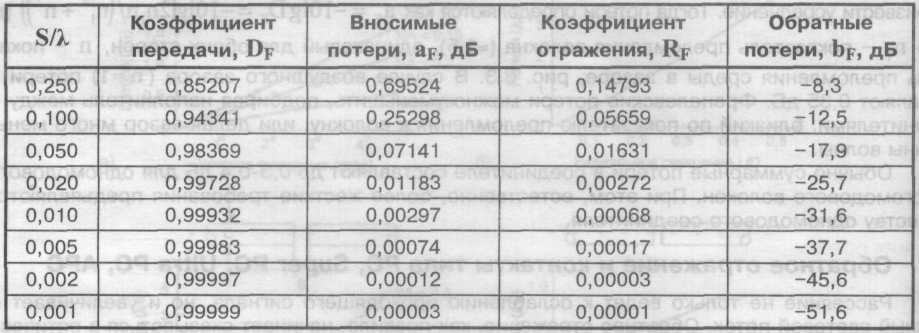 S/λ Коэффициент передачи, D_F Вносимые потери, a_F, дБ Коэффициент отражения, R_F Обратные потери, b_F, дБ
0,250 0,85207 0,69524 0,14793 −8,3
0,100 0,94341 0,25298 0,05659 −12,5
0,050 0,98369 0,07141 0,01631 −17,9
0,020 0,99728 0,01183 0,00272 −25,7
0,010 0,99932 0,00297 0,00068 −31,6
0,005 0,99983 0,00074 0,00017 −37,7
0,002 0,99997 0,00012 0,00003 −45,6
0,001 0,99999 0,00003 0,00001 −51,6